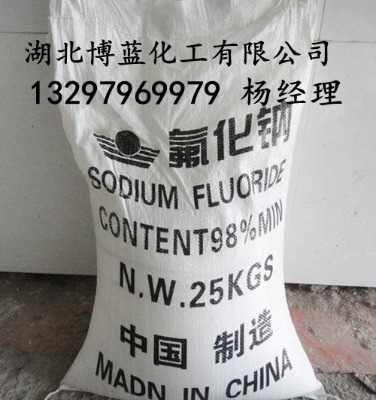 湖北博蓝化工有限公司
13297969979 杨经理
氟化钠
SODIUM FLUORIDE
CONTENT98%MIN
N.W.25KGS
中国 制造
MADN IN CHINA